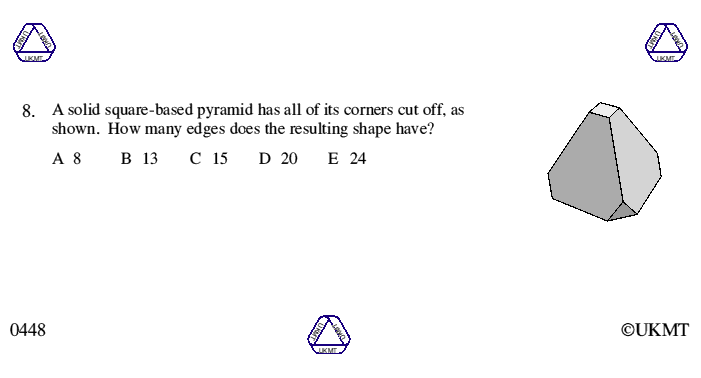 UKMT UKMT UKMT
UKMT UKMT UKMT
8. A solid square-based pyramid has all of its corners cut off, as
shown. How many edges does the resulting shape have?
A 8 B 13 C 15 D 20 E 24
0448
UKMT UKMT UKMT
©UKMT